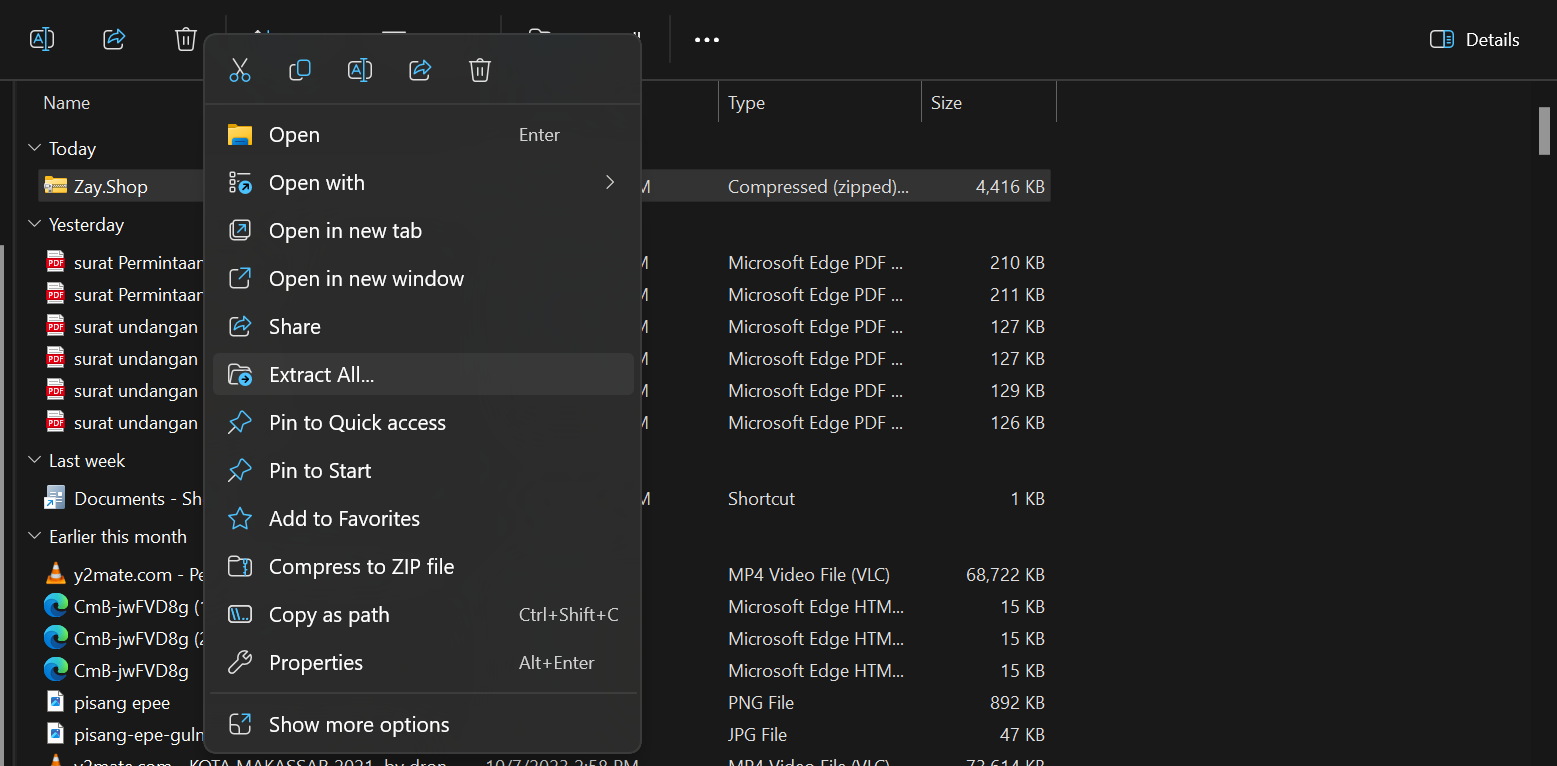 Details
Name Type Size
Today
Zay.Shop M Compressed (zipped)... 4,416 KB
Yesterday
surat Permintaan M Microsoft Edge PDF ... 210 KB
surat Permintaan M Microsoft Edge PDF ... 211 KB
surat undangan M Microsoft Edge PDF ... 127 KB
surat undangan M Microsoft Edge PDF ... 127 KB
surat undangan M Microsoft Edge PDF ... 129 KB
surat undangan M Microsoft Edge PDF ... 126 KB
Last week
Documents - Sh M Shortcut 1 KB
Earlier this month
y2mate.com - Pe MP4 Video File (VLC) 68,722 KB
CmB-jwFVD8g (1 Microsoft Edge HTM... 15 KB
CmB-jwFVD8g (2 Microsoft Edge HTM... 15 KB
CmB-jwFVD8g Microsoft Edge HTM... 15 KB
pisang epee PNG File 892 KB
pisang-epe-guln JPG File 47 KB
y2mate.com - KOTA MAKASSAR 2021 by dron 10/7/2023 2:58 PM MP4 Video File (VLC) 73,614 KB
Open Enter
Open with
Open in new tab
Open in new window
Share
Extract All...
Pin to Quick access
Pin to Start
Add to Favorites
Compress to ZIP file
Copy as path Ctrl+Shift+C
Properties Alt+Enter
Show more options